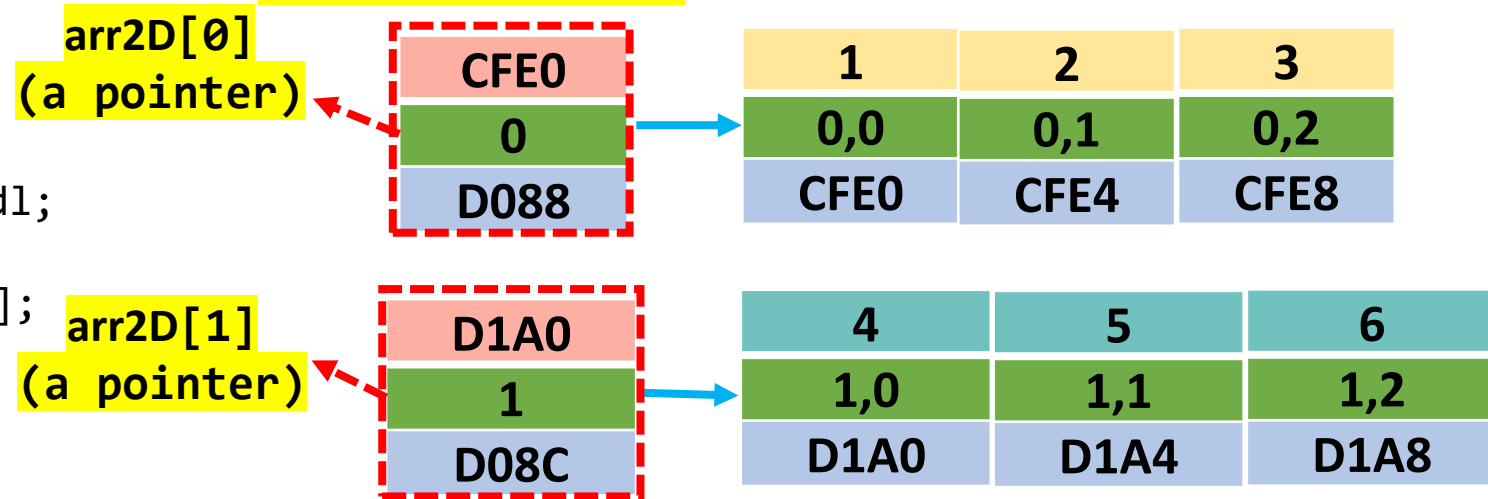 arr2D[0]
(a pointer)
CFE0
0
D088
1 2 3
0,0 0,1 0,2
CFE0 CFE4 CFE8
];
arr2D[1]
(a pointer)
D1A0
1
D08C
4 5 6
1,0 1,1 1,2
D1A0 D1A4 D1A8